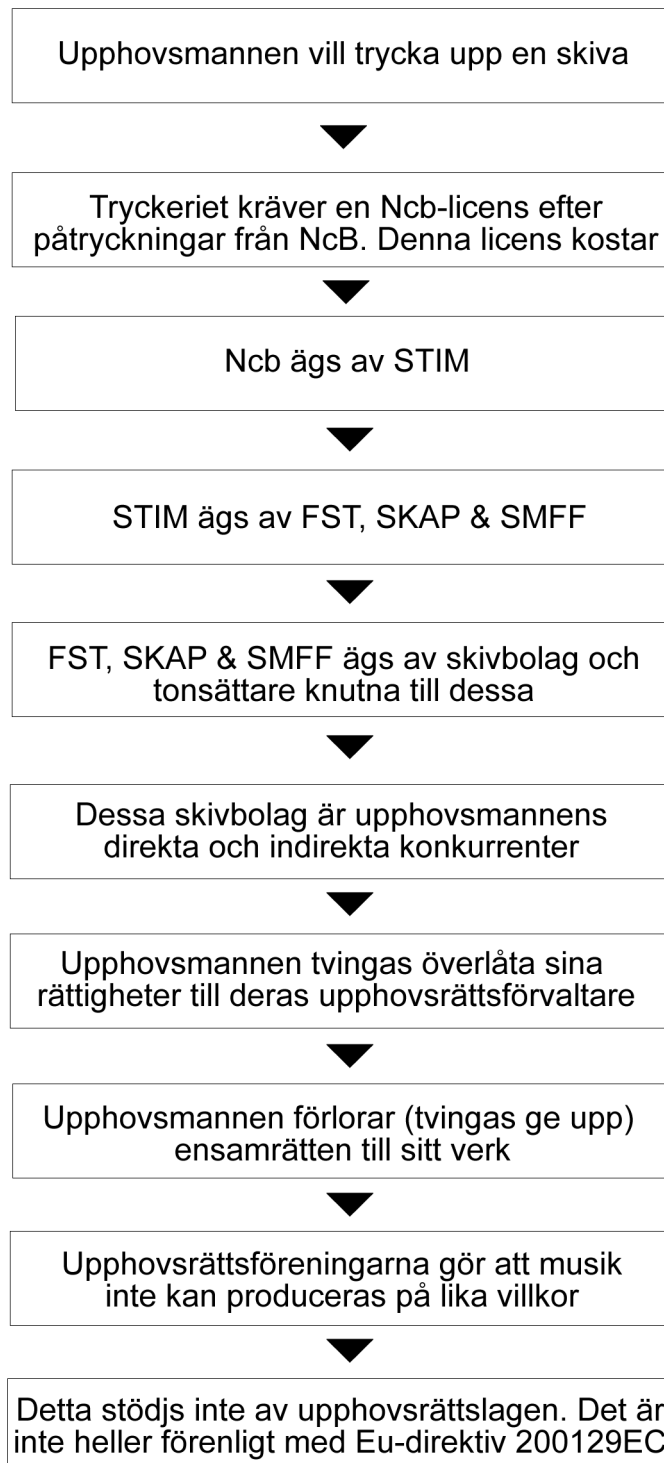 Upphovsmannen vill trycka upp en skiva
Tryckeriet kräver en Ncb-licens efter
påtryckningar från NcB. Denna licens kostar
Ncb ägs av STIM
STIM ägs av FST, SKAP & SMFF
FST, SKAP & SMFF ägs av skivbolag och
tonsättare knutna till dessa
Dessa skivbolag är upphovsmannens
direkta och indirekta konkurrenter
Upphovsmannen tvingas överlåta sina
rättigheter till deras upphovsrättsförvaltare
Upphovsmannen förlorar (tvingas ge upp)
ensamrätten till sitt verk
Upphovsrättsföreningarna gör att musik
inte kan produceras på lika villkor
Detta stödjs inte av upphovsrättslagen. Det är
inte heller förenligt med Eu-direktiv 200129EC